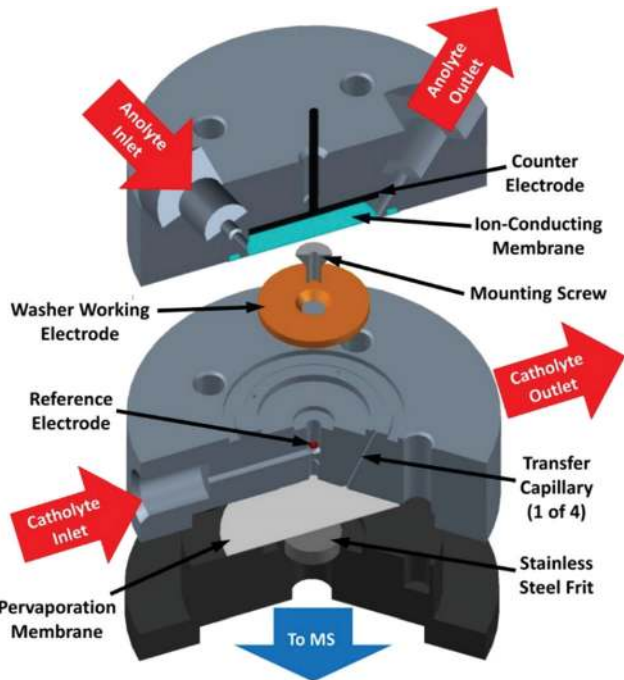 Anolyte
Inlet
Anolyte
Outlet
Counter
Electrode
Ion-Conducting
Membrane
Mounting Screw
Washer Working
Electrode
Catholyte
Outlet
Reference
Electrode
Transfer
Capillary
(1 of 4)
Catholyte
Inlet
Stainless
Steel Frit
Pervaporation
Membrane
To MS